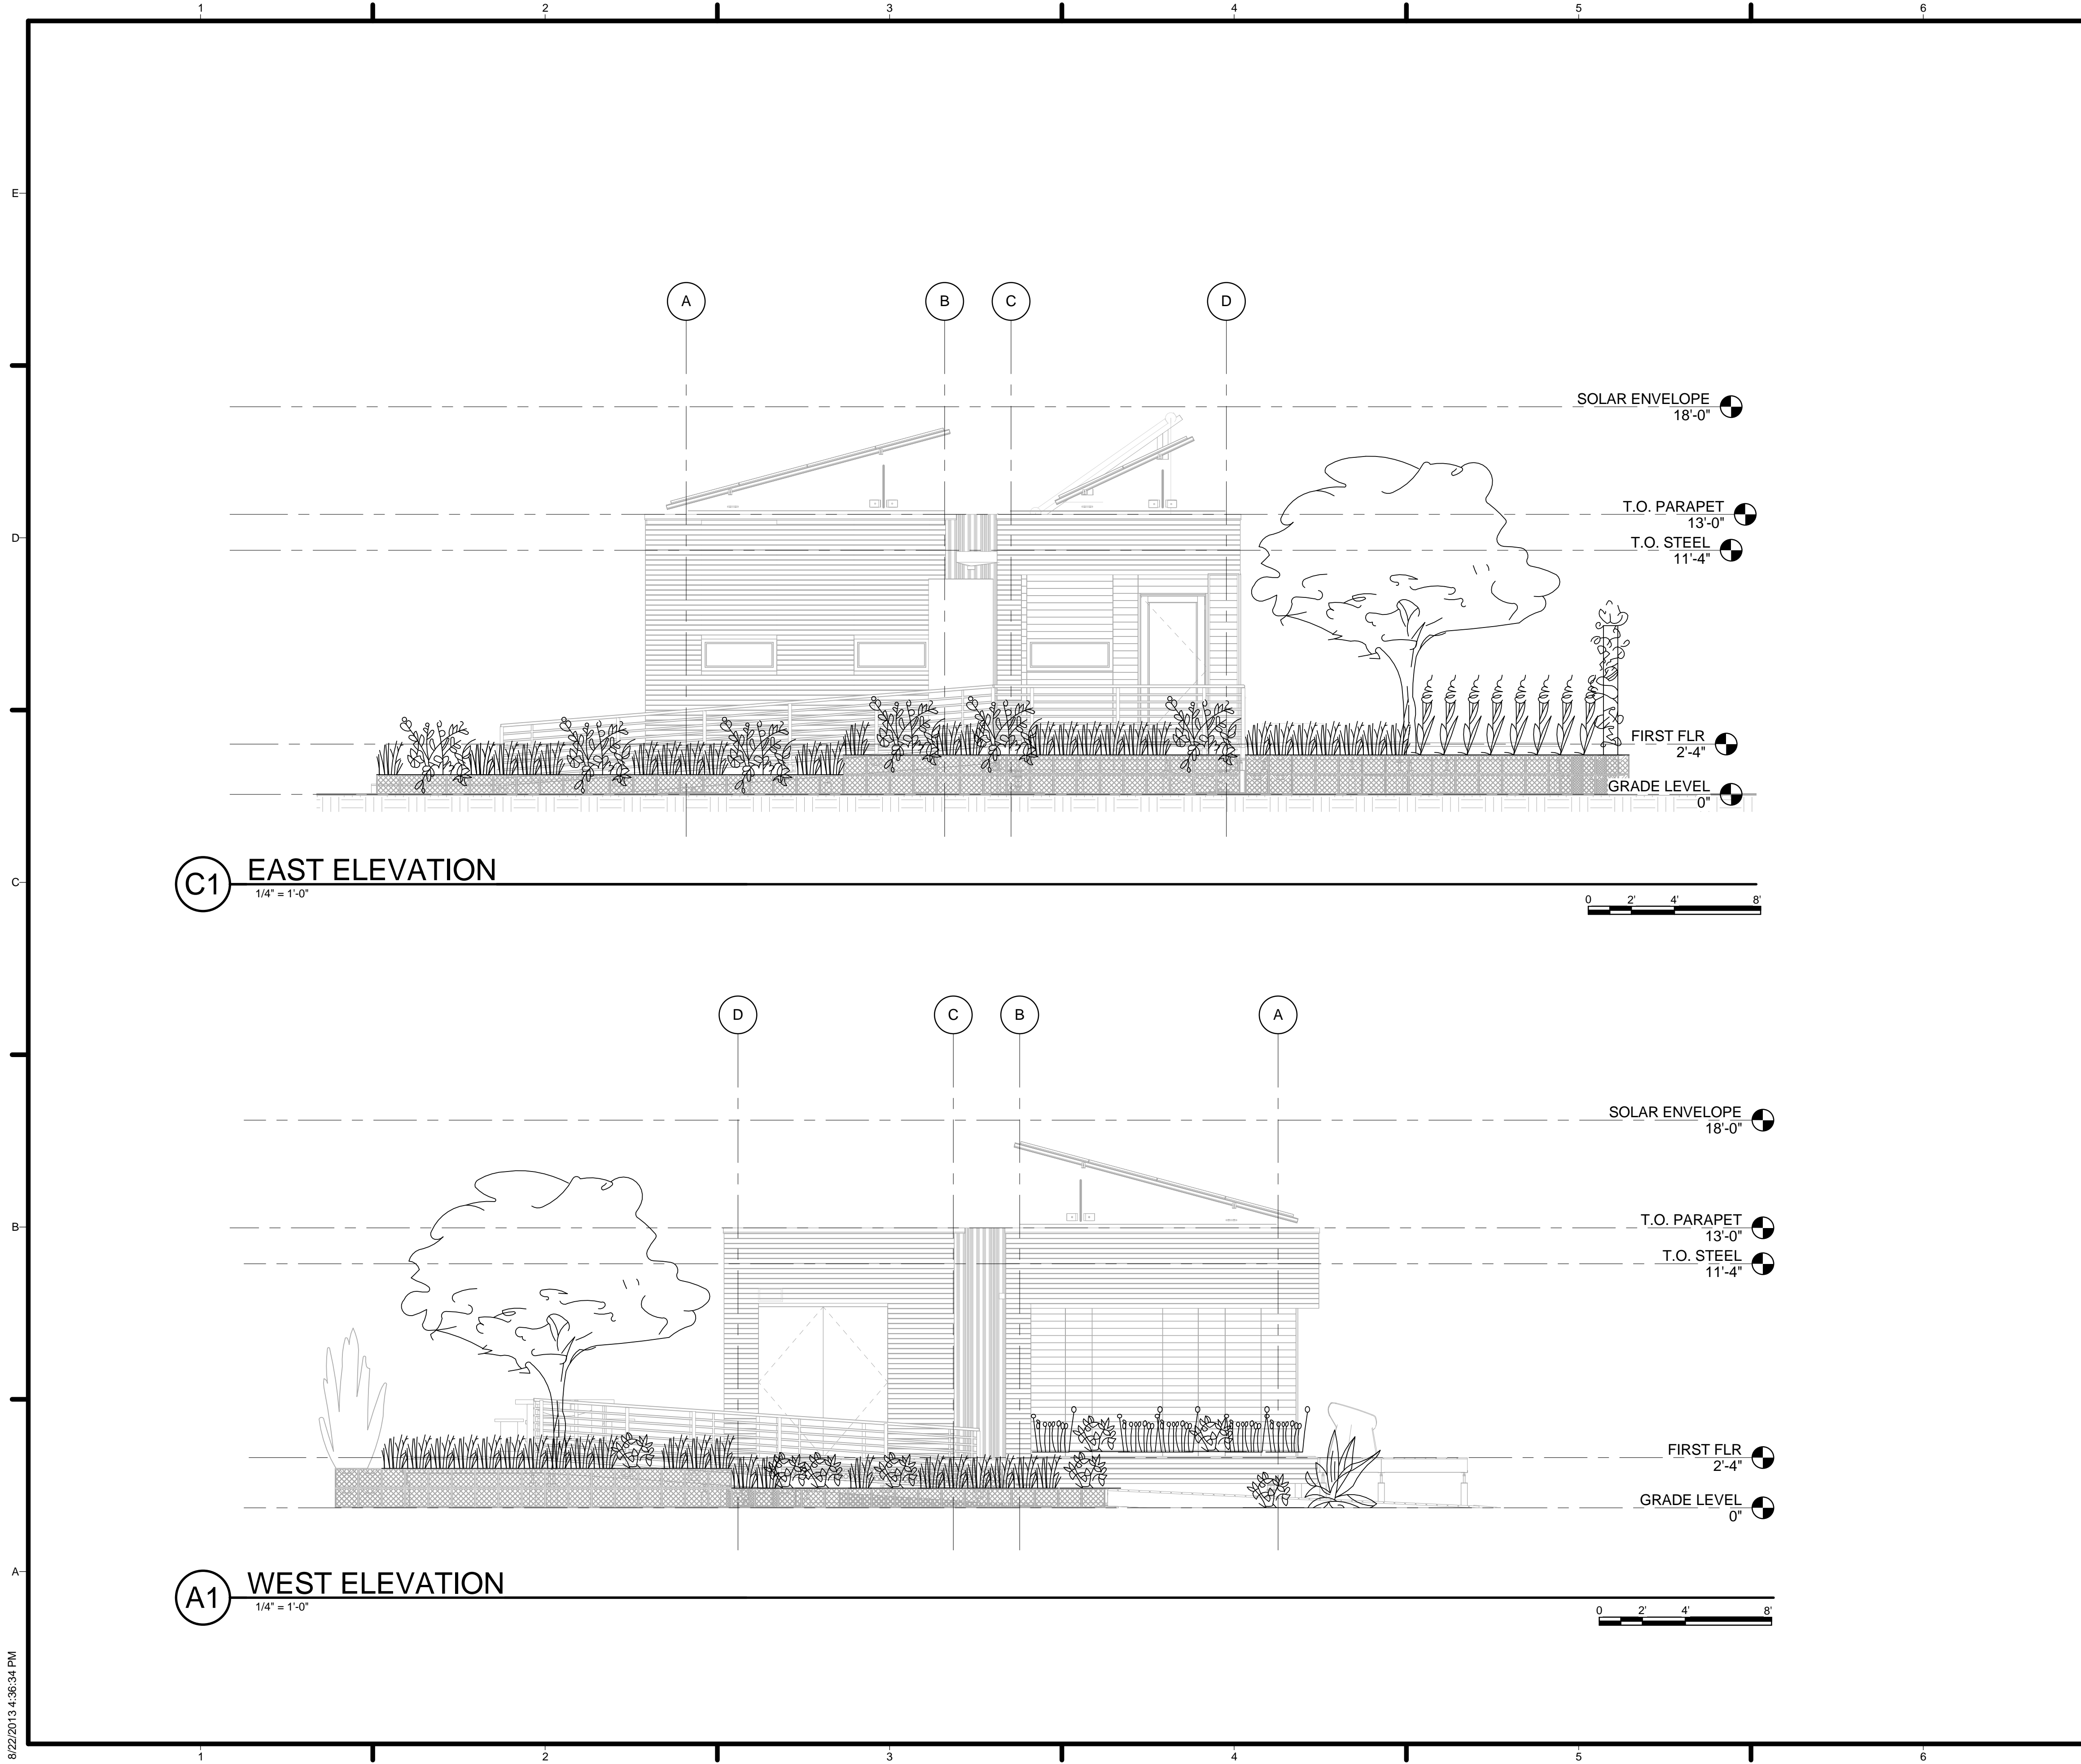 1 2 3 4 5 6
E
A B C D
SOLAR ENVELOPE
18'-0"
T.O. PARAPET
13'-0"
D
T.O. STEEL
11'-4"
FIRST FLR
2'-4"
GRADE LEVEL
0"
C
C1 EAST ELEVATION
1/4" = 1'-0"
0 2' 4' 8'
D C B A
SOLAR ENVELOPE
18'-0"
B
T.O. PARAPET
13'-0"
T.O. STEEL
11'-4"
FIRST FLR
2'-4"
GRADE LEVEL
0"
A
A1 WEST ELEVATION
1/4" = 1'-0"
0 2' 4' 8'
8/22/2013 4:36:34 PM
1 2 3 4 5 6